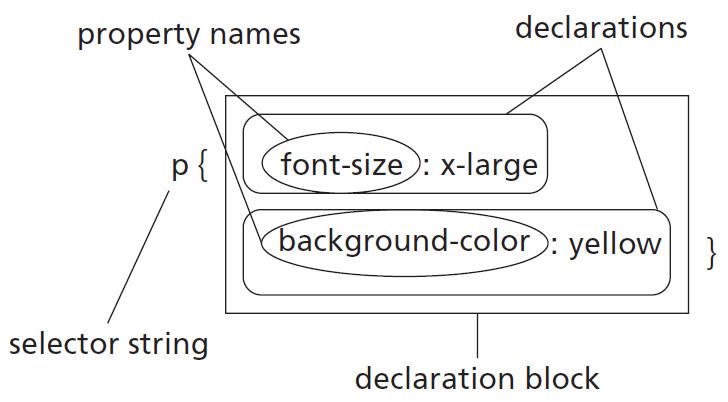 property names
declarations
p { font-size : x-large
background-color : yellow }
selector string
declaration block